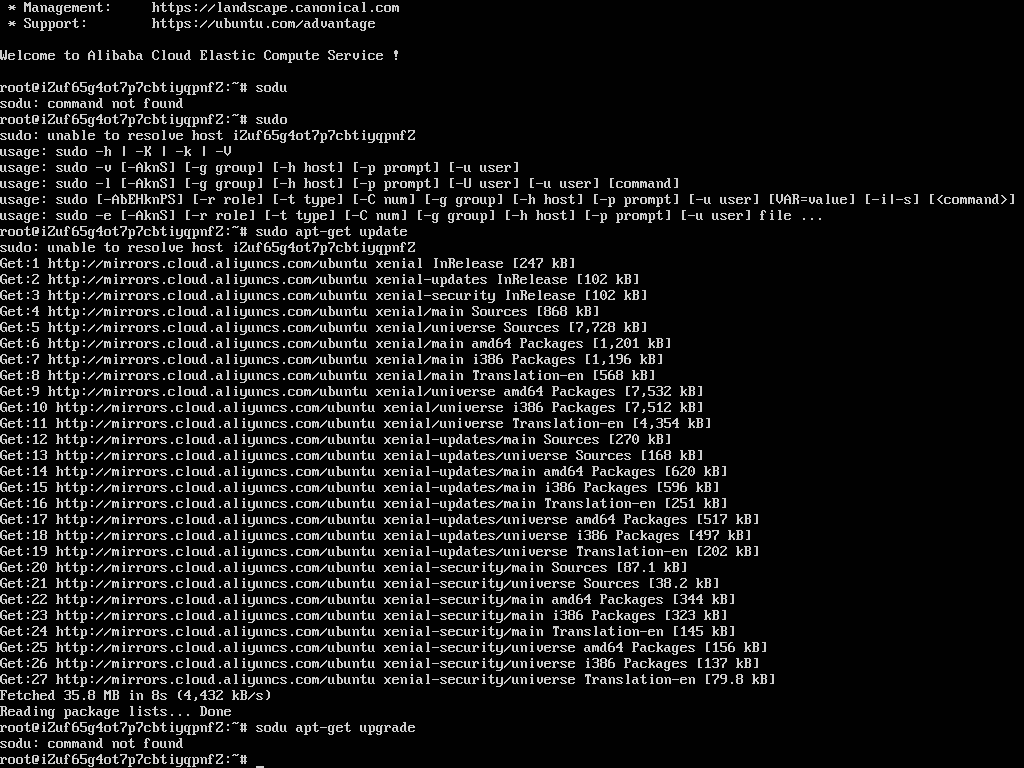 * Management:     https://landscape.canonical.com
 * Support:        https://ubuntu.com/advantage

Welcome to Alibaba Cloud Elastic Compute Service !

root@iZuf65g4ot7p7cbtiyqpnfZ:~# sodu
sodu: command not found
root@iZuf65g4ot7p7cbtiyqpnfZ:~# sudo
sudo: unable to resolve host iZuf65g4ot7p7cbtiyqpnfZ
usage: sudo -h | -K | -k | -V
usage: sudo -v [-AknS] [-g group] [-h host] [-p prompt] [-u user]
usage: sudo -l [-AknS] [-g group] [-h host] [-p prompt] [-U user] [-u user] [command]
usage: sudo [-AbEHknPS] [-r role] [-t type] [-C num] [-g group] [-h host] [-p prompt] [-u user] [VAR=value] [-i|-s] [<command>]
usage: sudo -e [-AknS] [-r role] [-t type] [-C num] [-g group] [-h host] [-p prompt] [-u user] file ...
root@iZuf65g4ot7p7cbtiyqpnfZ:~# sudo apt-get update
sudo: unable to resolve host iZuf65g4ot7p7cbtiyqpnfZ
Get:1 http://mirrors.cloud.aliyuncs.com/ubuntu xenial InRelease [247 kB]
Get:2 http://mirrors.cloud.aliyuncs.com/ubuntu xenial-updates InRelease [102 kB]
Get:3 http://mirrors.cloud.aliyuncs.com/ubuntu xenial-security InRelease [102 kB]
Get:4 http://mirrors.cloud.aliyuncs.com/ubuntu xenial/main Sources [868 kB]
Get:5 http://mirrors.cloud.aliyuncs.com/ubuntu xenial/universe Sources [7,728 kB]
Get:6 http://mirrors.cloud.aliyuncs.com/ubuntu xenial/main amd64 Packages [1,201 kB]
Get:7 http://mirrors.cloud.aliyuncs.com/ubuntu xenial/main i386 Packages [1,196 kB]
Get:8 http://mirrors.cloud.aliyuncs.com/ubuntu xenial/main Translation-en [568 kB]
Get:9 http://mirrors.cloud.aliyuncs.com/ubuntu xenial/universe amd64 Packages [7,532 kB]
Get:10 http://mirrors.cloud.aliyuncs.com/ubuntu xenial/universe i386 Packages [7,512 kB]
Get:11 http://mirrors.cloud.aliyuncs.com/ubuntu xenial/universe Translation-en [4,354 kB]
Get:12 http://mirrors.cloud.aliyuncs.com/ubuntu xenial-updates/main Sources [270 kB]
Get:13 http://mirrors.cloud.aliyuncs.com/ubuntu xenial-updates/universe Sources [168 kB]
Get:14 http://mirrors.cloud.aliyuncs.com/ubuntu xenial-updates/main amd64 Packages [620 kB]
Get:15 http://mirrors.cloud.aliyuncs.com/ubuntu xenial-updates/main i386 Packages [596 kB]
Get:16 http://mirrors.cloud.aliyuncs.com/ubuntu xenial-updates/main Translation-en [251 kB]
Get:17 http://mirrors.cloud.aliyuncs.com/ubuntu xenial-updates/universe amd64 Packages [517 kB]
Get:18 http://mirrors.cloud.aliyuncs.com/ubuntu xenial-updates/universe i386 Packages [497 kB]
Get:19 http://mirrors.cloud.aliyuncs.com/ubuntu xenial-updates/universe Translation-en [202 kB]
Get:20 http://mirrors.cloud.aliyuncs.com/ubuntu xenial-security/main Sources [87.1 kB]
Get:21 http://mirrors.cloud.aliyuncs.com/ubuntu xenial-security/universe Sources [38.2 kB]
Get:22 http://mirrors.cloud.aliyuncs.com/ubuntu xenial-security/main amd64 Packages [344 kB]
Get:23 http://mirrors.cloud.aliyuncs.com/ubuntu xenial-security/main i386 Packages [323 kB]
Get:24 http://mirrors.cloud.aliyuncs.com/ubuntu xenial-security/main Translation-en [145 kB]
Get:25 http://mirrors.cloud.aliyuncs.com/ubuntu xenial-security/universe amd64 Packages [156 kB]
Get:26 http://mirrors.cloud.aliyuncs.com/ubuntu xenial-security/universe i386 Packages [137 kB]
Get:27 http://mirrors.cloud.aliyuncs.com/ubuntu xenial-security/universe Translation-en [79.8 kB]
Fetched 35.8 MB in 8s (4,432 kB/s)
Reading package lists... Done
root@iZuf65g4ot7p7cbtiyqpnfZ:~# sodu apt-get upgrade
sodu: command not found
root@iZuf65g4ot7p7cbtiyqpnfZ:~# _